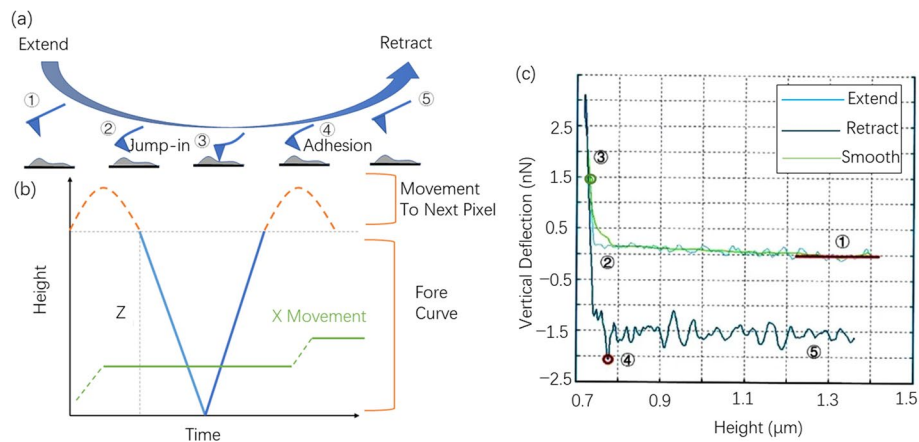 (a)
Extend
Retract
①
②
Jump-in
③
④
Adhesion
⑤
(b)
Height
Z
X Movement
Time
Movement
To Next Pixel
Fore
Curve
(c)
Vertical Deflection (nN)
2.5
1.5
0.5
−0.5
−1.5
−2.5
Extend
Retract
Smooth
③
①
②
④
⑤
0.7
0.9
1.1
1.3
1.5
Height (μm)